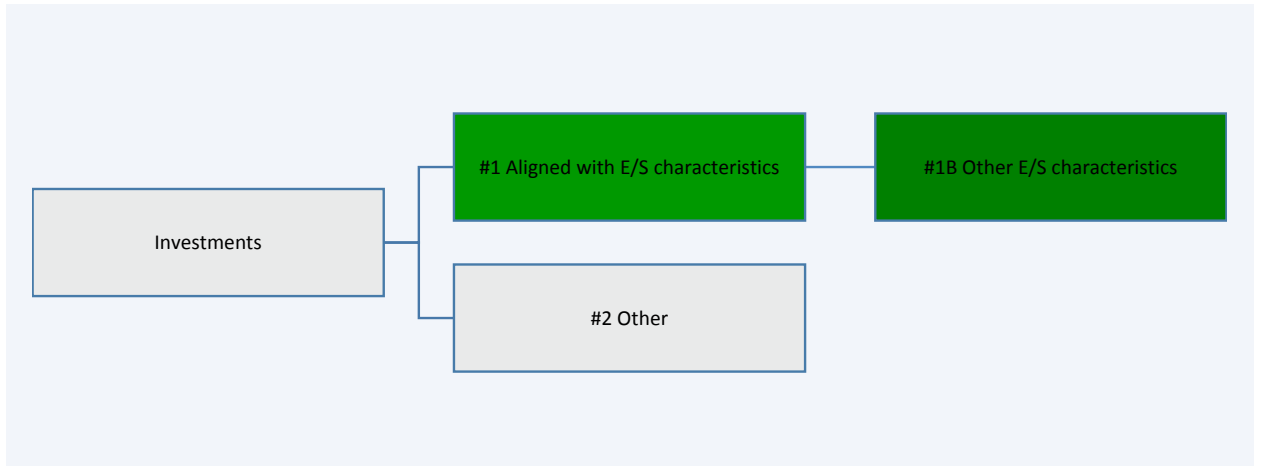 #1 Aligned with E/S characteristics
#1B Other E/S characteristics
Investments
#2 Other